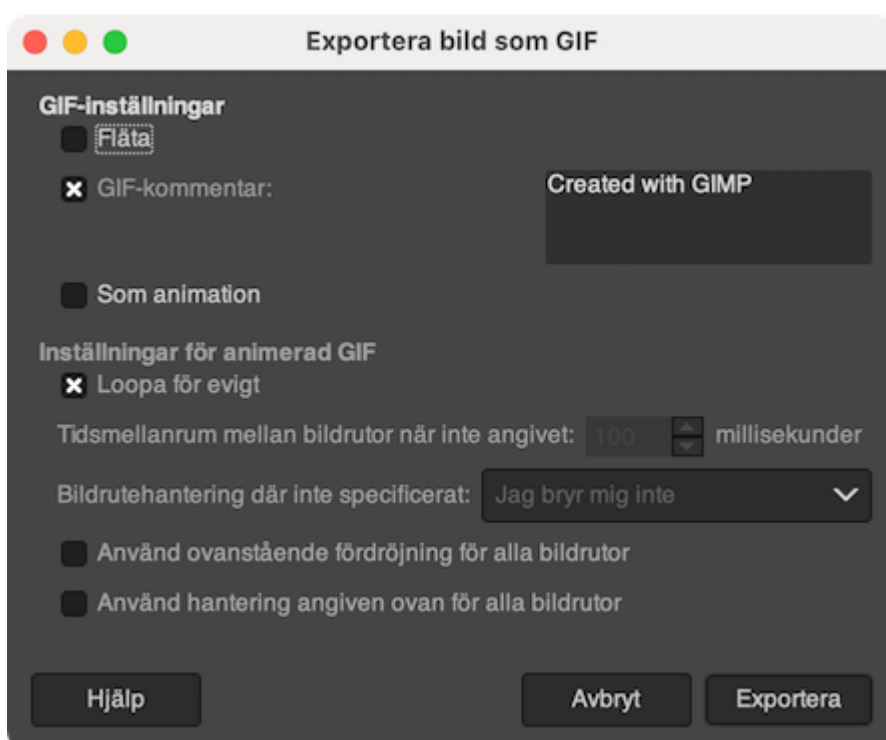 Exportera bild som GIF
GIF-inställningar
Fläta
GIF-kommentar:
Created with GIMP
Som animation
Inställningar för animerad GIF
Loopa för evigt
Tidsmellanrum mellan bildrutor när inte angivet: 100 millisekunder
Bildrutehantering där inte specificerat: Jag bryr mig inte
Använd ovanstående fördröjning för alla bildrutor
Använd hantering angiven ovan för alla bildrutor
Hjälp
Avbryt
Exportera